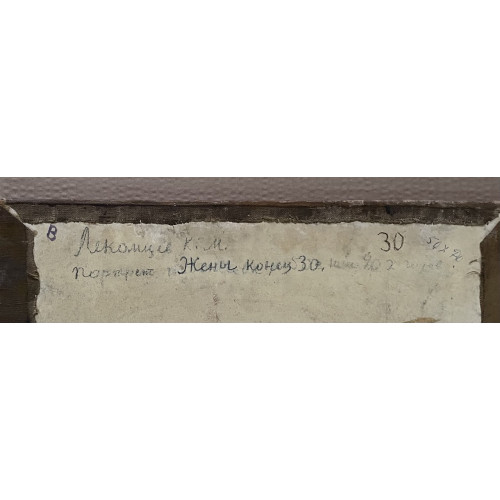 в Лекомцев К. М. 30
портрет Жены конец 30.